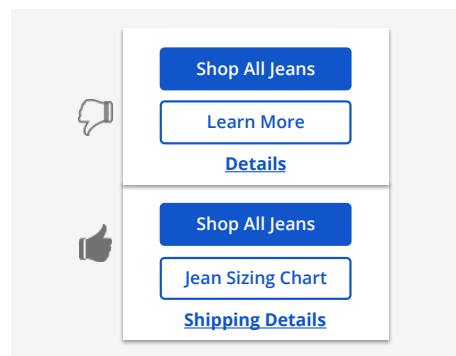 Shop All Jeans
Learn More
Details
Shop All Jeans
Jean Sizing Chart
Shipping Details